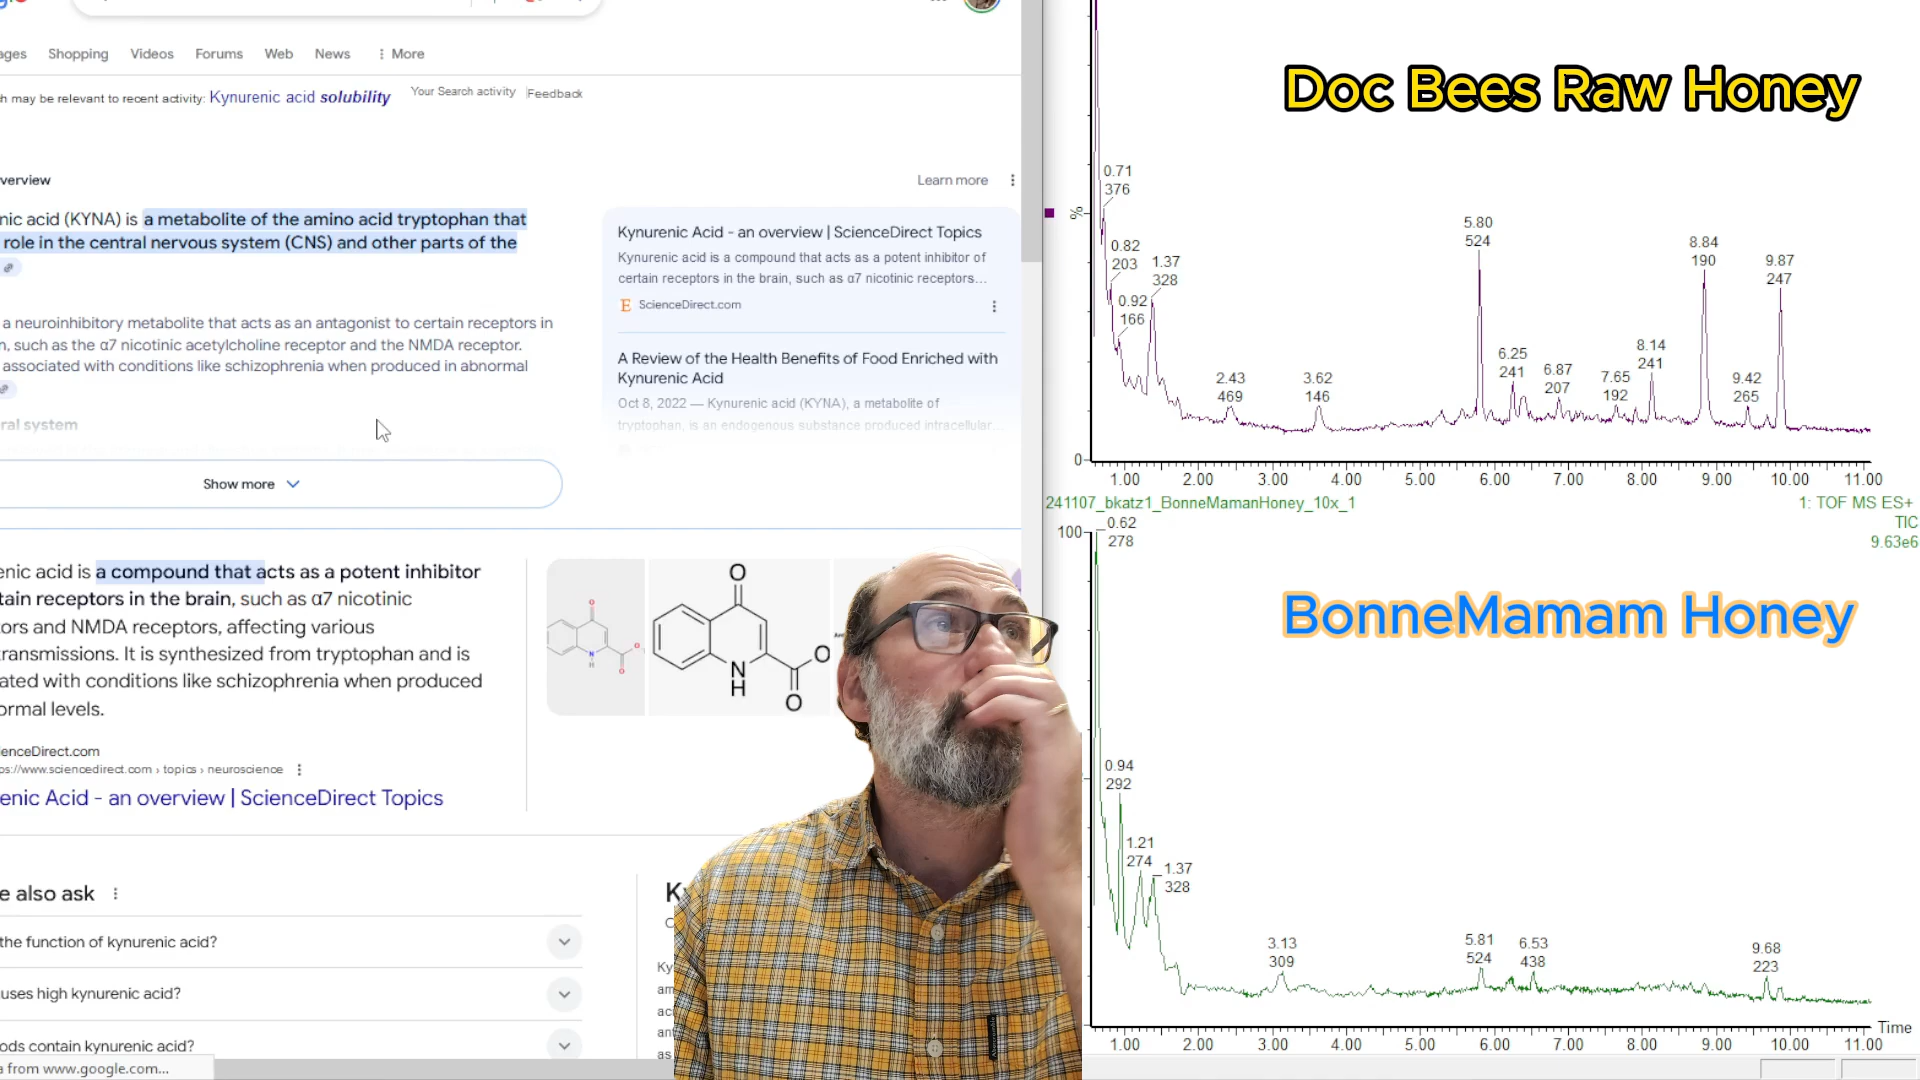 ages Shopping Videos Forums Web News More
h may be relevant to recent activity: Kynurenic acid solubility Your Search activity Feedback
verview
Learn more
nic acid (KYNA) is a metabolite of the amino acid tryptophan that
role in the central nervous system (CNS) and other parts of the
a neuroinhibitory metabolite that acts as an antagonist to certain receptors in
n, such as the α7 nicotinic acetylcholine receptor and the NMDA receptor.
associated with conditions like schizophrenia when produced in abnormal
ral system
Show more
Kynurenic Acid - an overview | ScienceDirect Topics
Kynurenic acid is a compound that acts as a potent inhibitor of
certain receptors in the brain, such as α7 nicotinic receptors...
ScienceDirect.com
A Review of the Health Benefits of Food Enriched with
Kynurenic Acid
Oct 8, 2022 — Kynurenic acid (KYNA), a metabolite of
tryptophan, is an endogenous substance produced intracellular...
enic acid is a compound that acts as a potent inhibitor
tain receptors in the brain, such as α7 nicotinic
ors and NMDA receptors, affecting various
ransmissions. It is synthesized from tryptophan and is
ated with conditions like schizophrenia when produced
ormal levels.
O
N
H
O
O
ienceDirect.com
ps://www.sciencedirect.com › topics › neuroscience
enic Acid - an overview | ScienceDirect Topics
e also ask
the function of kynurenic acid?
uses high kynurenic acid?
ods contain kynurenic acid?
a from www.google.com...
K
Ky
am
aci
ant
as
Doc Bees Raw Honey
%
0
0.71
376
0.82
203
0.92
166
1.37
328
2.43
469
3.62
146
5.80
524
6.25
241
6.87
207
7.65
192
8.14
241
8.84
190
9.42
265
9.87
247
1.00 2.00 3.00 4.00 5.00 6.00 7.00 8.00 9.00 10.00 11.00
241107_bkatz1_BonneMamanHoney_10x_1
1: TOF MS ES+
TIC
9.63e6
100
0.62
278
BonneMamam Honey
0.94
292
1.21
274
1.37
328
3.13
309
5.81
524
6.53
438
9.68
223
Time
1.00 2.00 3.00 4.00 5.00 6.00 7.00 8.00 9.00 10.00 11.00